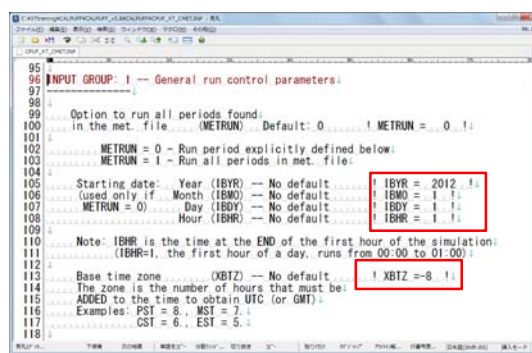 CPUF_XT_CMET.INP
95
96 INPUT GROUP: 1 -- General run control parameters
97 --------------
98
99 Option to run all periods found
100 in the met. file (METRUN) Default: 0 ! METRUN = 0 !
101
102 METRUN = 0 - Run period explicitly defined below
103 METRUN = 1 - Run all periods in met. file
104
105 Starting date: Year (IBYR) -- No default ! IBYR = 2012 !
106 (used only if Month (IBMO) -- No default ! IBMO = 1 !
107 METRUN = 0) Day (IBDY) -- No default ! IBDY = 1 !
108 Hour (IBHR) -- No default ! IBHR = 1 !
109
110 Note: IBHR is the time at the END of the first hour of the simulation
111 (IBHR=1, the first hour of a day, runs from 00:00 to 01:00)
112
113 Base time zone (XBTZ) -- No default ! XBTZ =-8 !
114 The zone is the number of hours that must be
115 ADDED to the time to obtain UTC (or GMT)
116 Examples: PST = 8., MST = 7.
117 CST = 6., EST = 5.
118